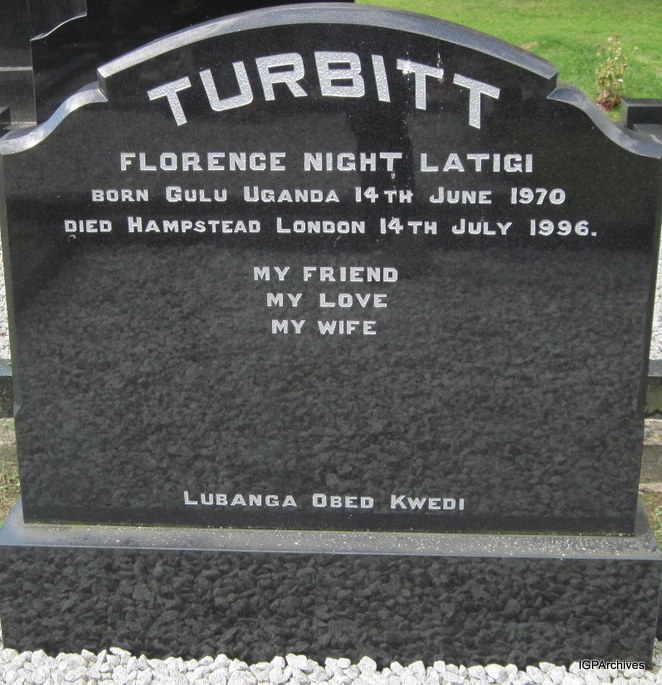 TURBITT
FLORENCE NIGHT LATIGI
BORN GULU UGANDA 14TH JUNE 1970
DIED HAMPSTEAD LONDON 14TH JULY 1996.
MY FRIEND
MY LOVE
MY WIFE
LUBANGA OBED KWEDI
IGPArchives